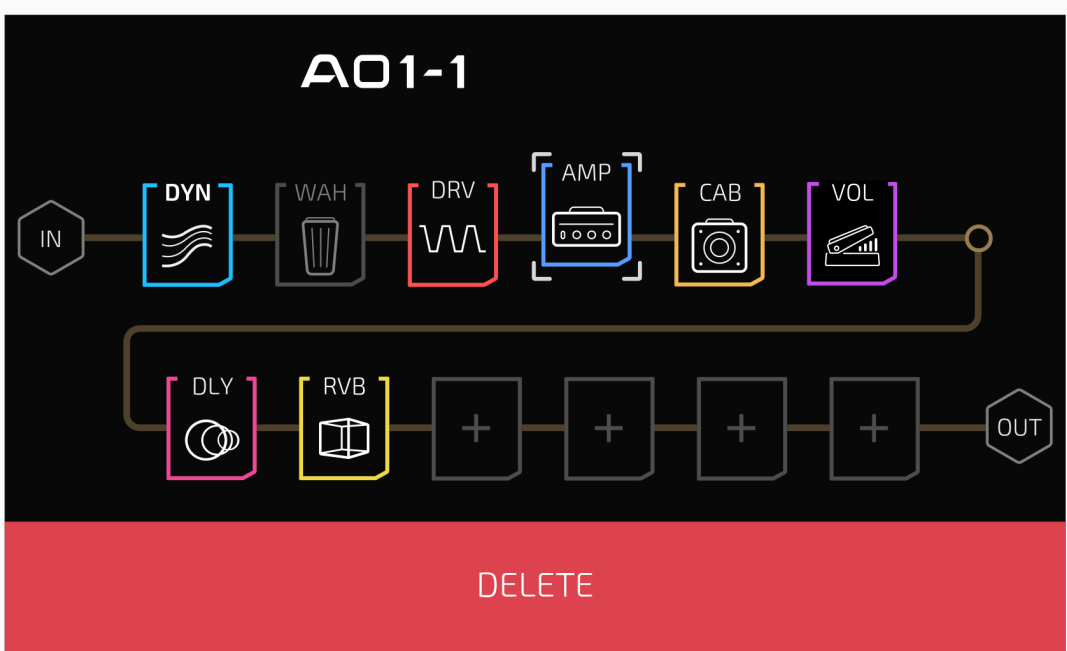 A01-1
AMP
DYN WAH DRV CAB VOL
IN
DLY RVB
+ + + +
OUT
DELETE